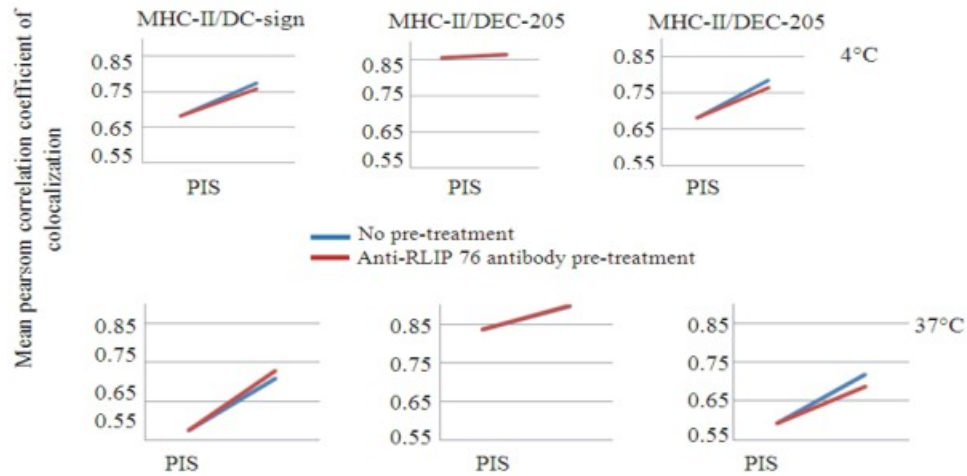 Mean pearsom correlation coefficient of
colocalization
MHC-II/DC-sign
MHC-II/DEC-205
MHC-II/DEC-205
4°C
0.85
0.75
0.65
0.55
PIS
0.85
0.75
0.65
0.55
PIS
0.85
0.75
0.65
0.55
PIS
No pre-treatment
Anti-RLIP 76 antibody pre-treatment
37°C
0.85
0.75
0.65
0.55
PIS
0.85
0.75
0.65
0.55
PIS
0.85
0.75
0.65
0.55
PIS